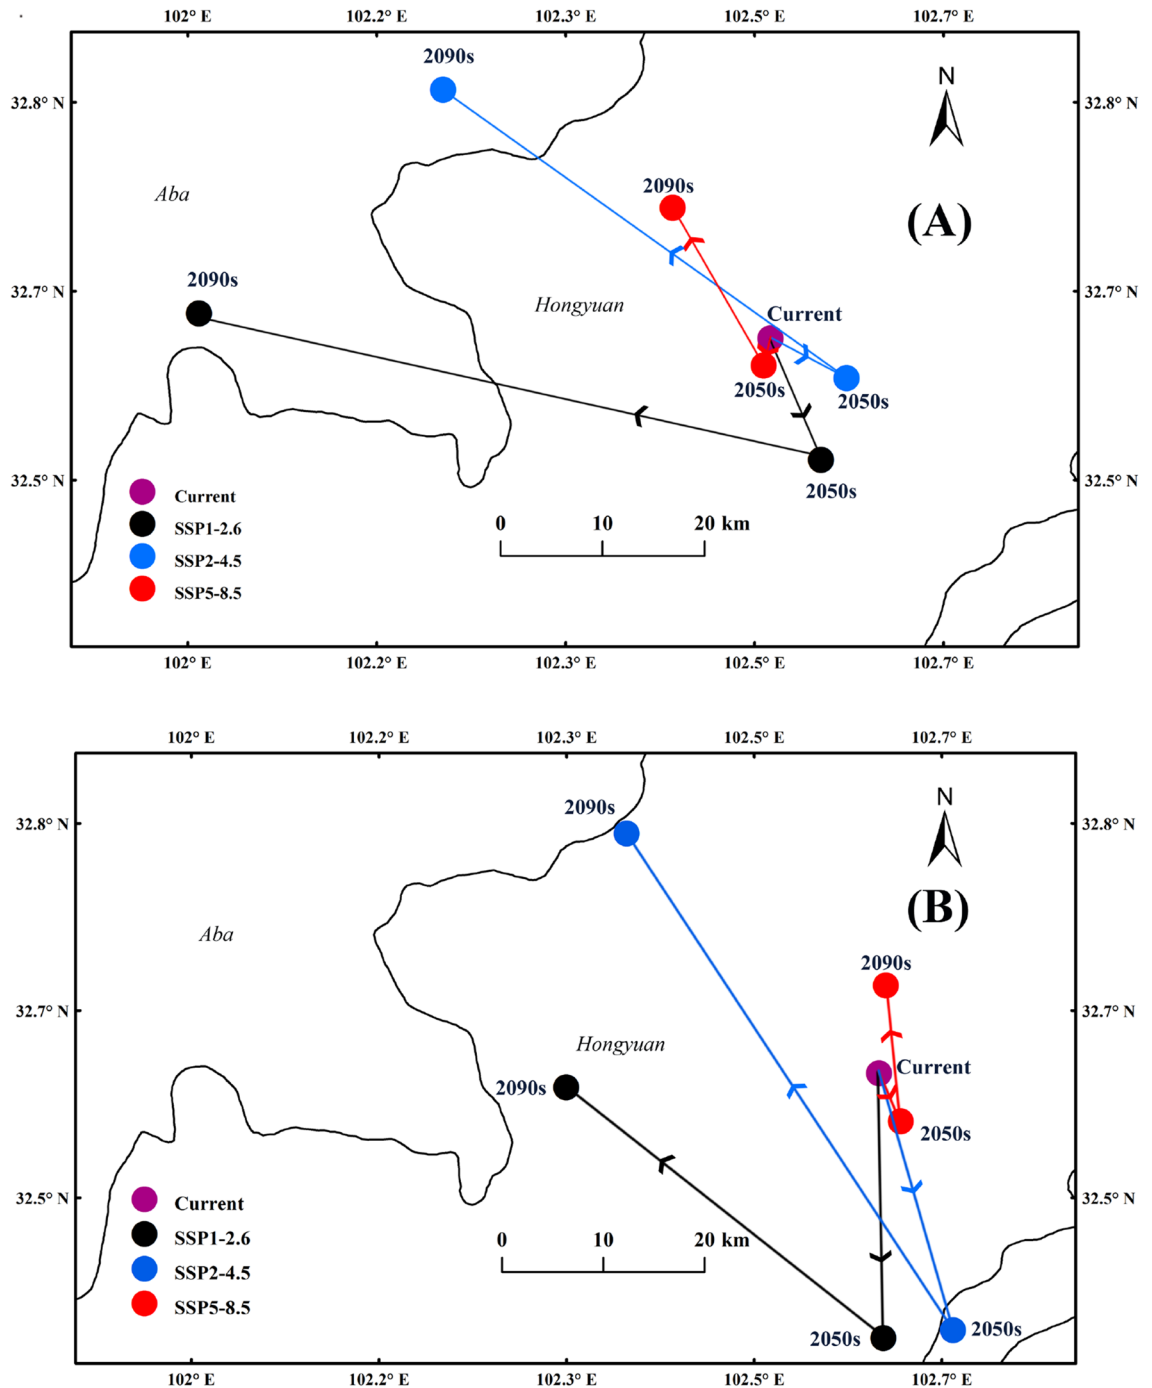 102° E 102.2° E 102.3° E 102.5° E 102.7° E
2090s
N
32.8° N 32.8° N
2090s
Aba
(A)
2090s
32.7° N 32.7° N
Hongyuan
Current
2050s
2050s
32.5° N 32.5° N
2050s
Current
SSP1-2.6
SSP2-4.5
SSP5-8.5
0 10 20 km
102° E 102.2° E 102.3° E 102.5° E 102.7° E
102° E 102.2° E 102.3° E 102.5° E 102.7° E
N
2090s
32.8° N 32.8° N
(B)
Aba
2090s
32.7° N 32.7° N
Hongyuan
Current
2090s
2050s
32.5° N 32.5° N
Current
SSP1-2.6
SSP2-4.5
SSP5-8.5
0 10 20 km
2050s
2050s
102° E 102.2° E 102.3° E 102.5° E 102.7° E